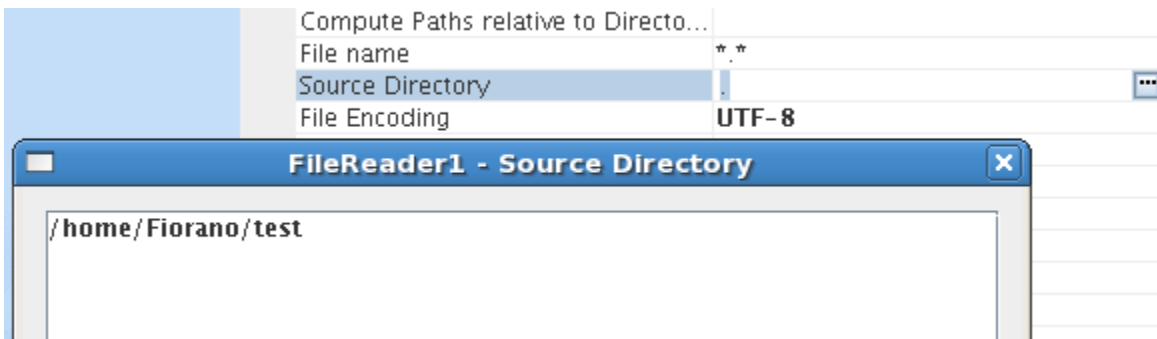 Compute Paths relative to Directo...
File name *.*
Source Directory .
File Encoding UTF-8
FileReader1 - Source Directory
/home/Fiorano/test